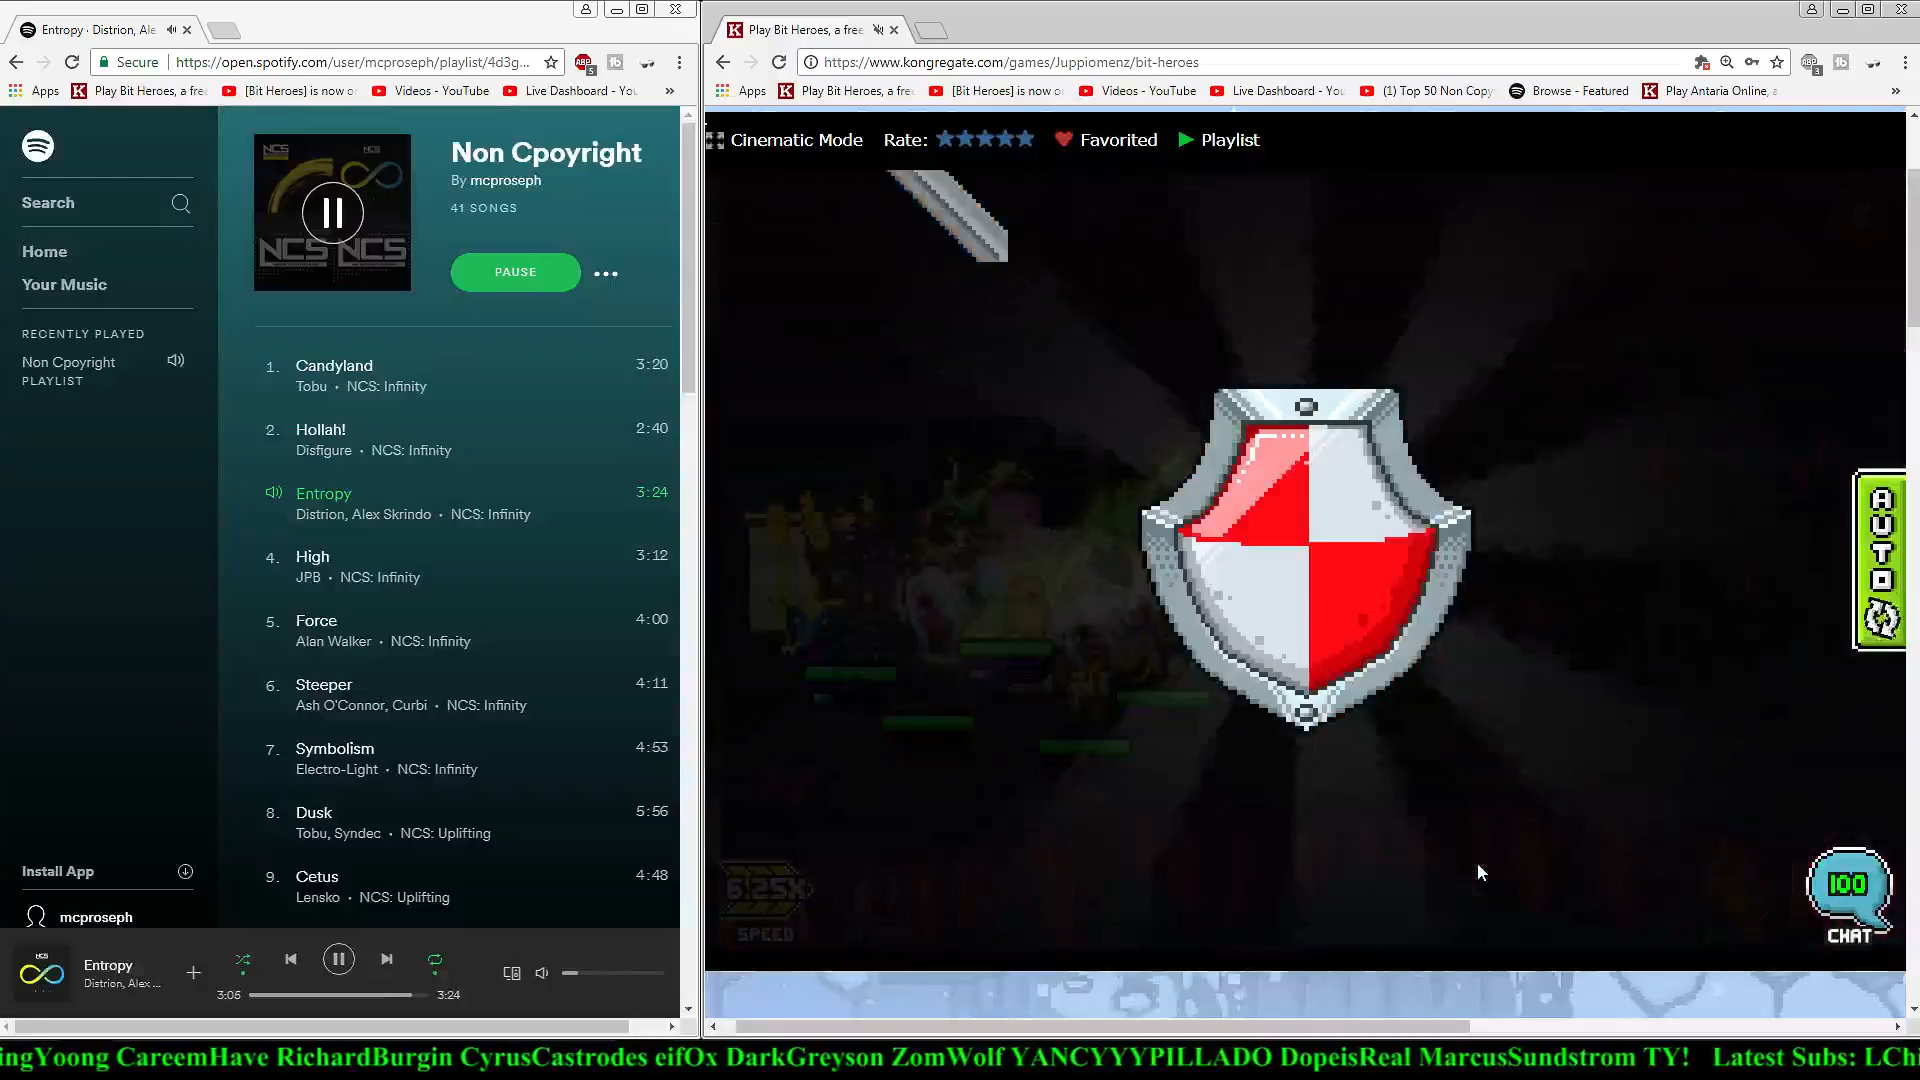 Entropy · Distrion, Ale
Play Bit Heroes, a free
Secure
https://open.spotify.com/user/mcproseph/playlist/4d3g...
https://www.kongregate.com/games/Juppiomenz/bit-heroes
Apps
Play Bit Heroes, a free
[Bit Heroes] is now o
Videos - YouTube
Live Dashboard - You
»
Apps
Play Bit Heroes, a free
[Bit Heroes] is now o
Videos - YouTube
Live Dashboard - You
(1) Top 50 Non Copy
Browse - Featured
Play Antaria Online, a
»
Search
Home
Your Music
RECENTLY PLAYED
Non Cpoyright
PLAYLIST
Install App
mcproseph
NCS NCS
Non Cpoyright
By mcproseph
41 SONGS
PAUSE
1. Candyland 3:20
Tobu • NCS: Infinity
2. Hollah! 2:40
Disfigure • NCS: Infinity
Entropy 3:24
Distrion, Alex Skrindo • NCS: Infinity
4. High 3:12
JPB • NCS: Infinity
5. Force 4:00
Alan Walker • NCS: Infinity
6. Steeper 4:11
Ash O'Connor, Curbi • NCS: Infinity
7. Symbolism 4:53
Electro-Light • NCS: Infinity
8. Dusk 5:56
Tobu, Syndec • NCS: Uplifting
9. Cetus 4:48
Lensko • NCS: Uplifting
Entropy
Distrion, Alex ...
3:05
3:24
Cinematic Mode Rate: Favorited Playlist
AUTO
6.25X
SPEED
100
CHAT
ingYoong CareemHave RichardBurgin CyrusCastrodes eifOx DarkGreyson ZomWolf YANCYYYPILLADO DopeisReal MarcusSundstrom TY! Latest Subs: LChi